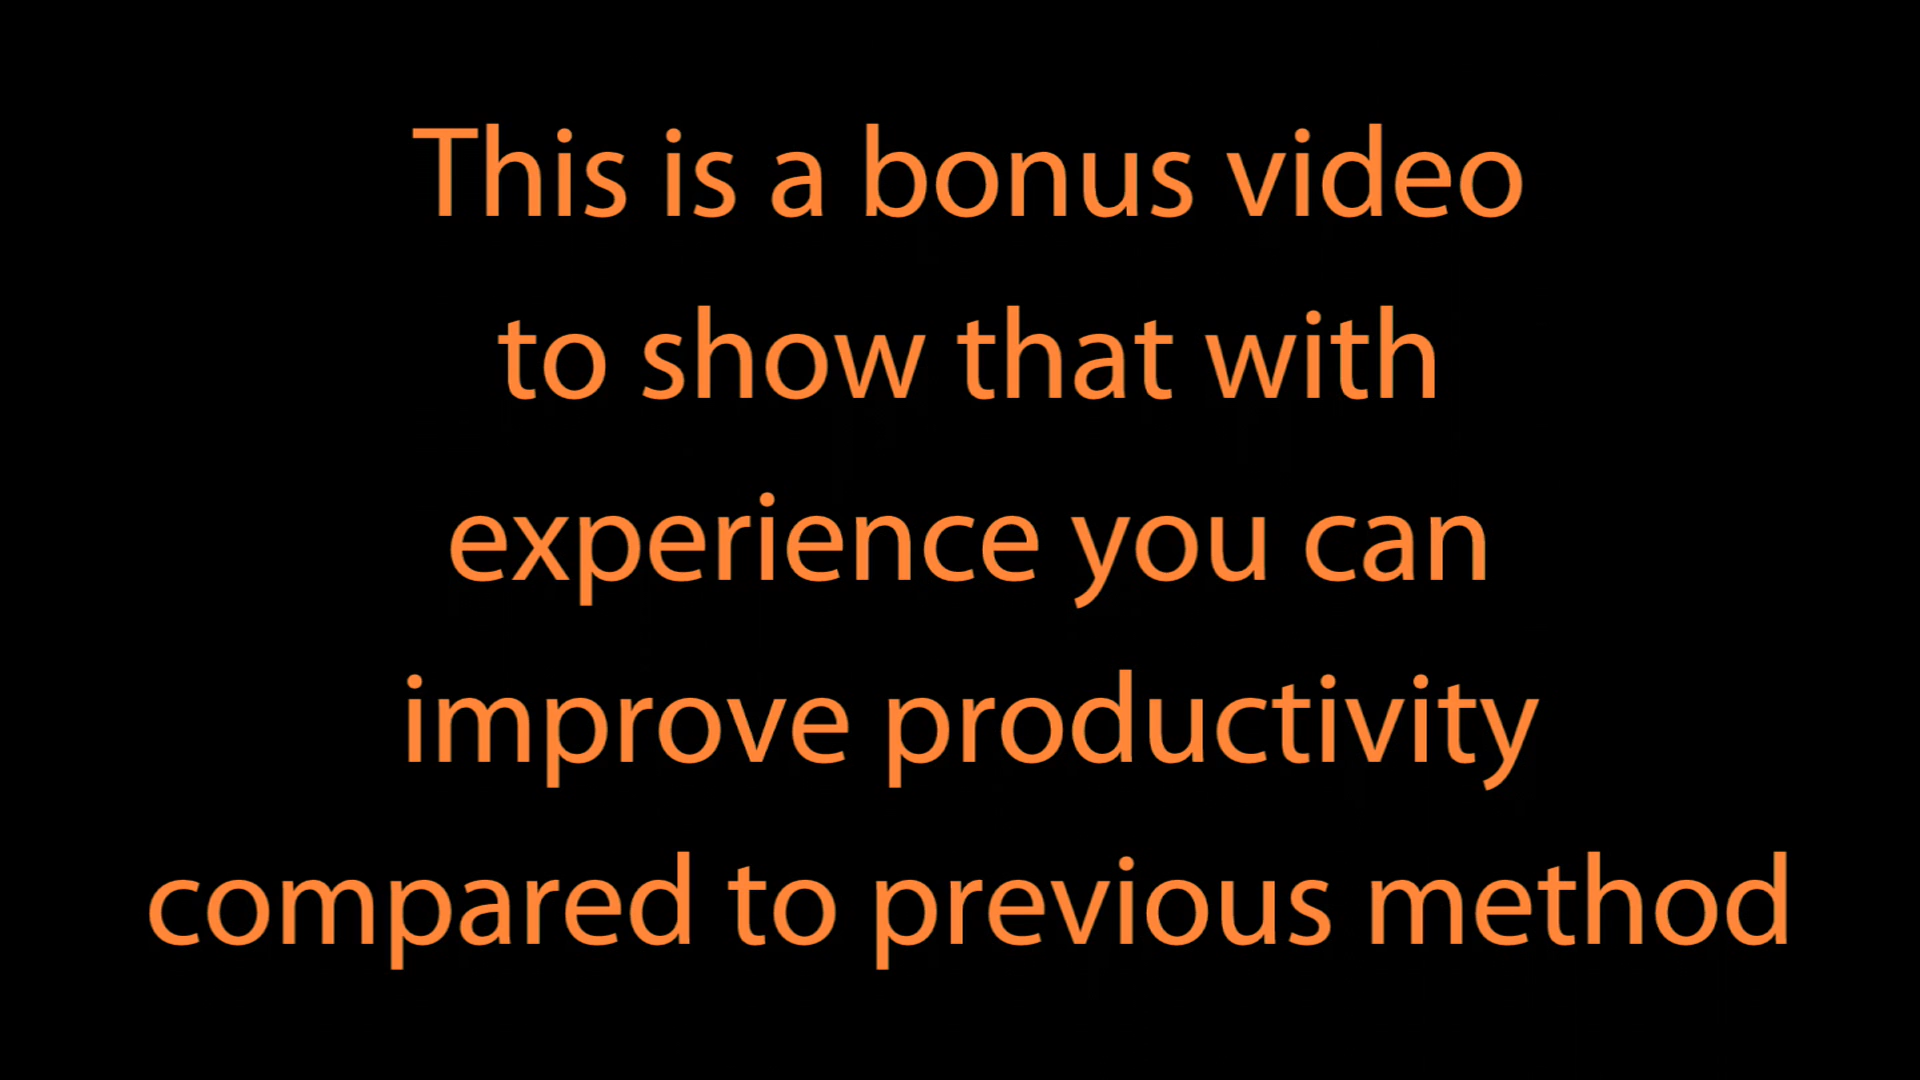 This is a bonus video
to show that with
experience you can
improve productivity
compared to previous method